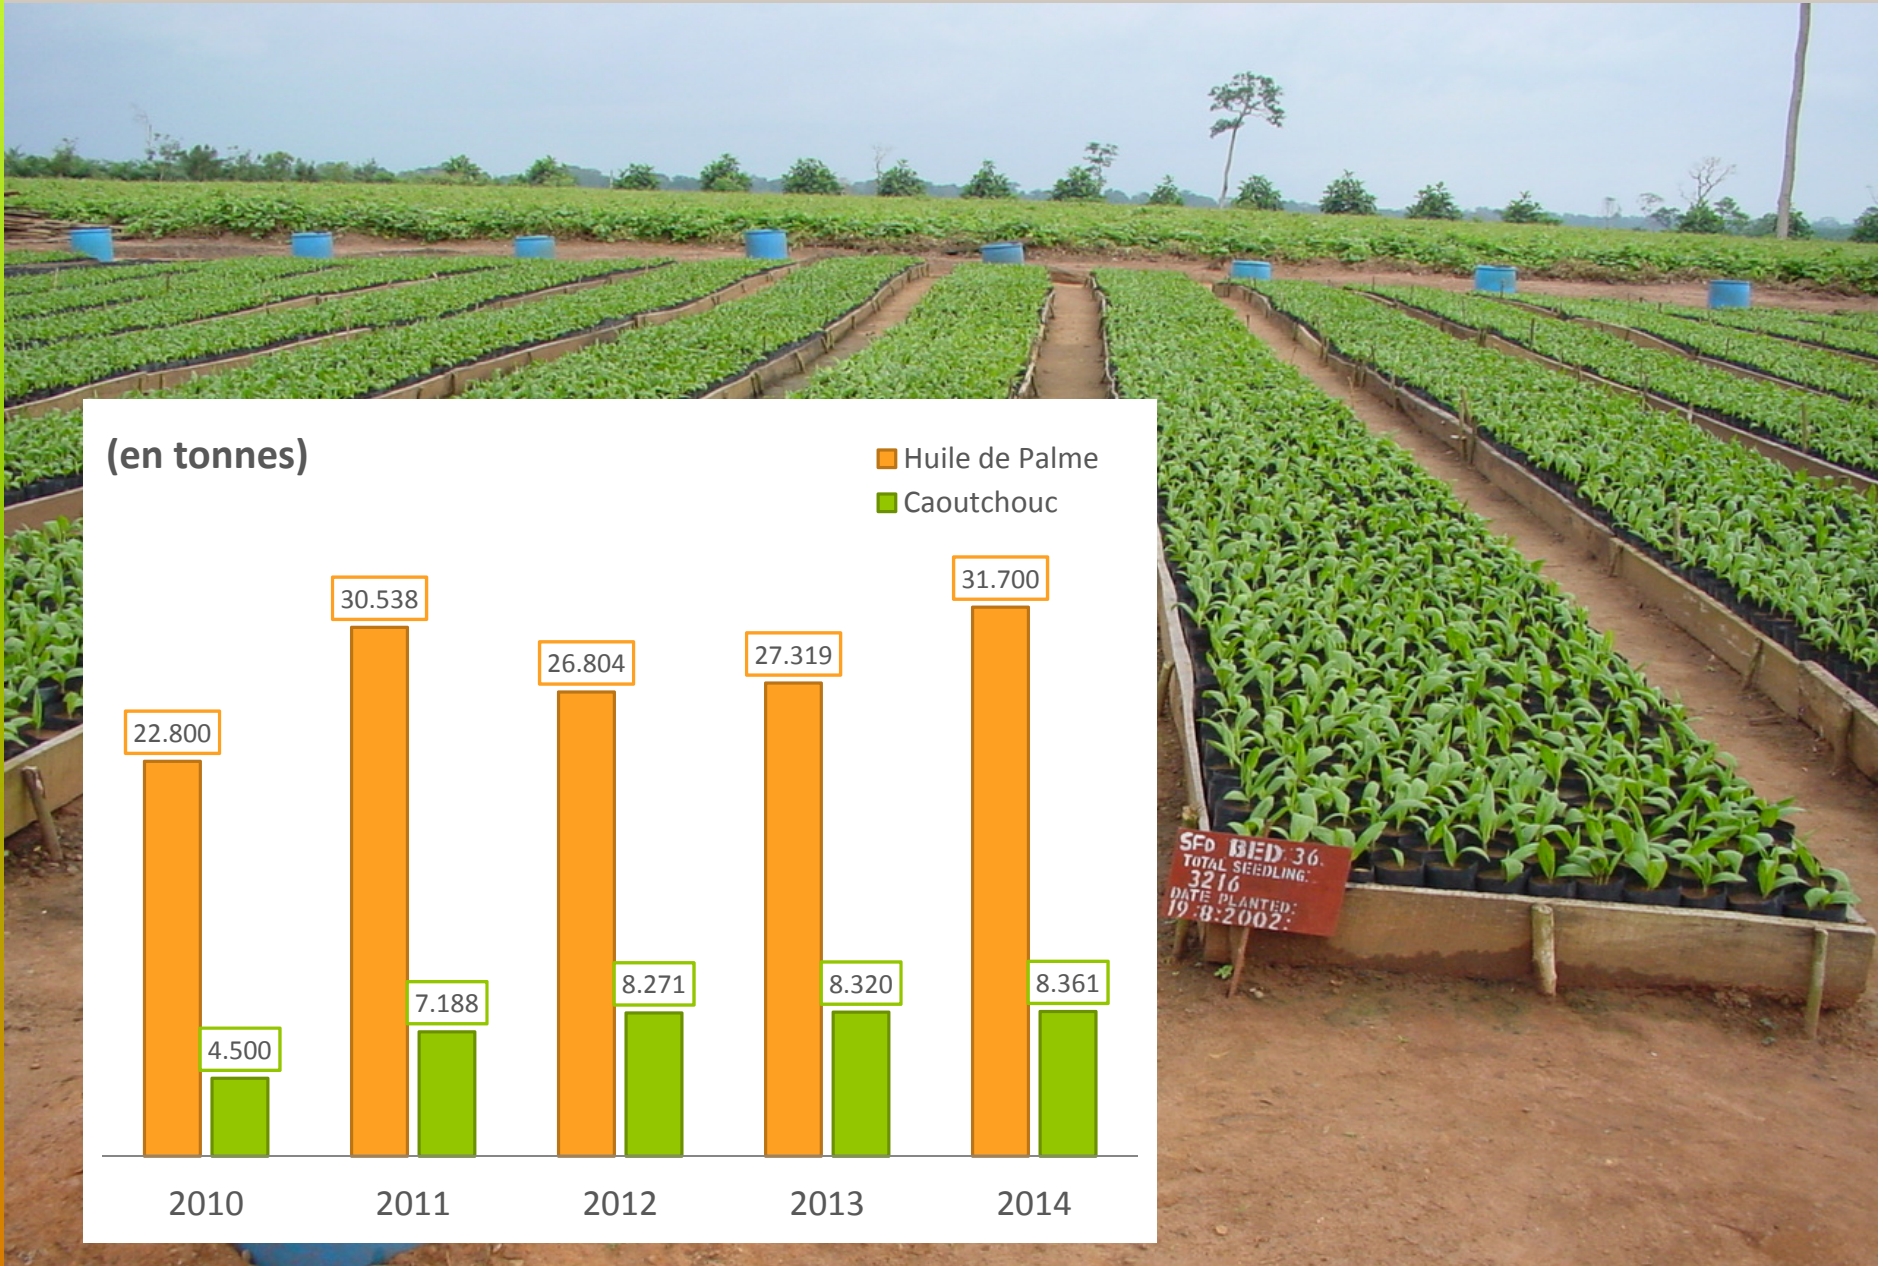 (en tonnes)
Huile de Palme
Caoutchouc
22.800
4.500
30.538
7.188
26.804
8.271
27.319
8.320
31.700
8.361
2010
2011
2012
2013
2014
SFD BED 36.
TOTAL SEEDLING:
3216
DATE PLANTED:
19:8:2002: